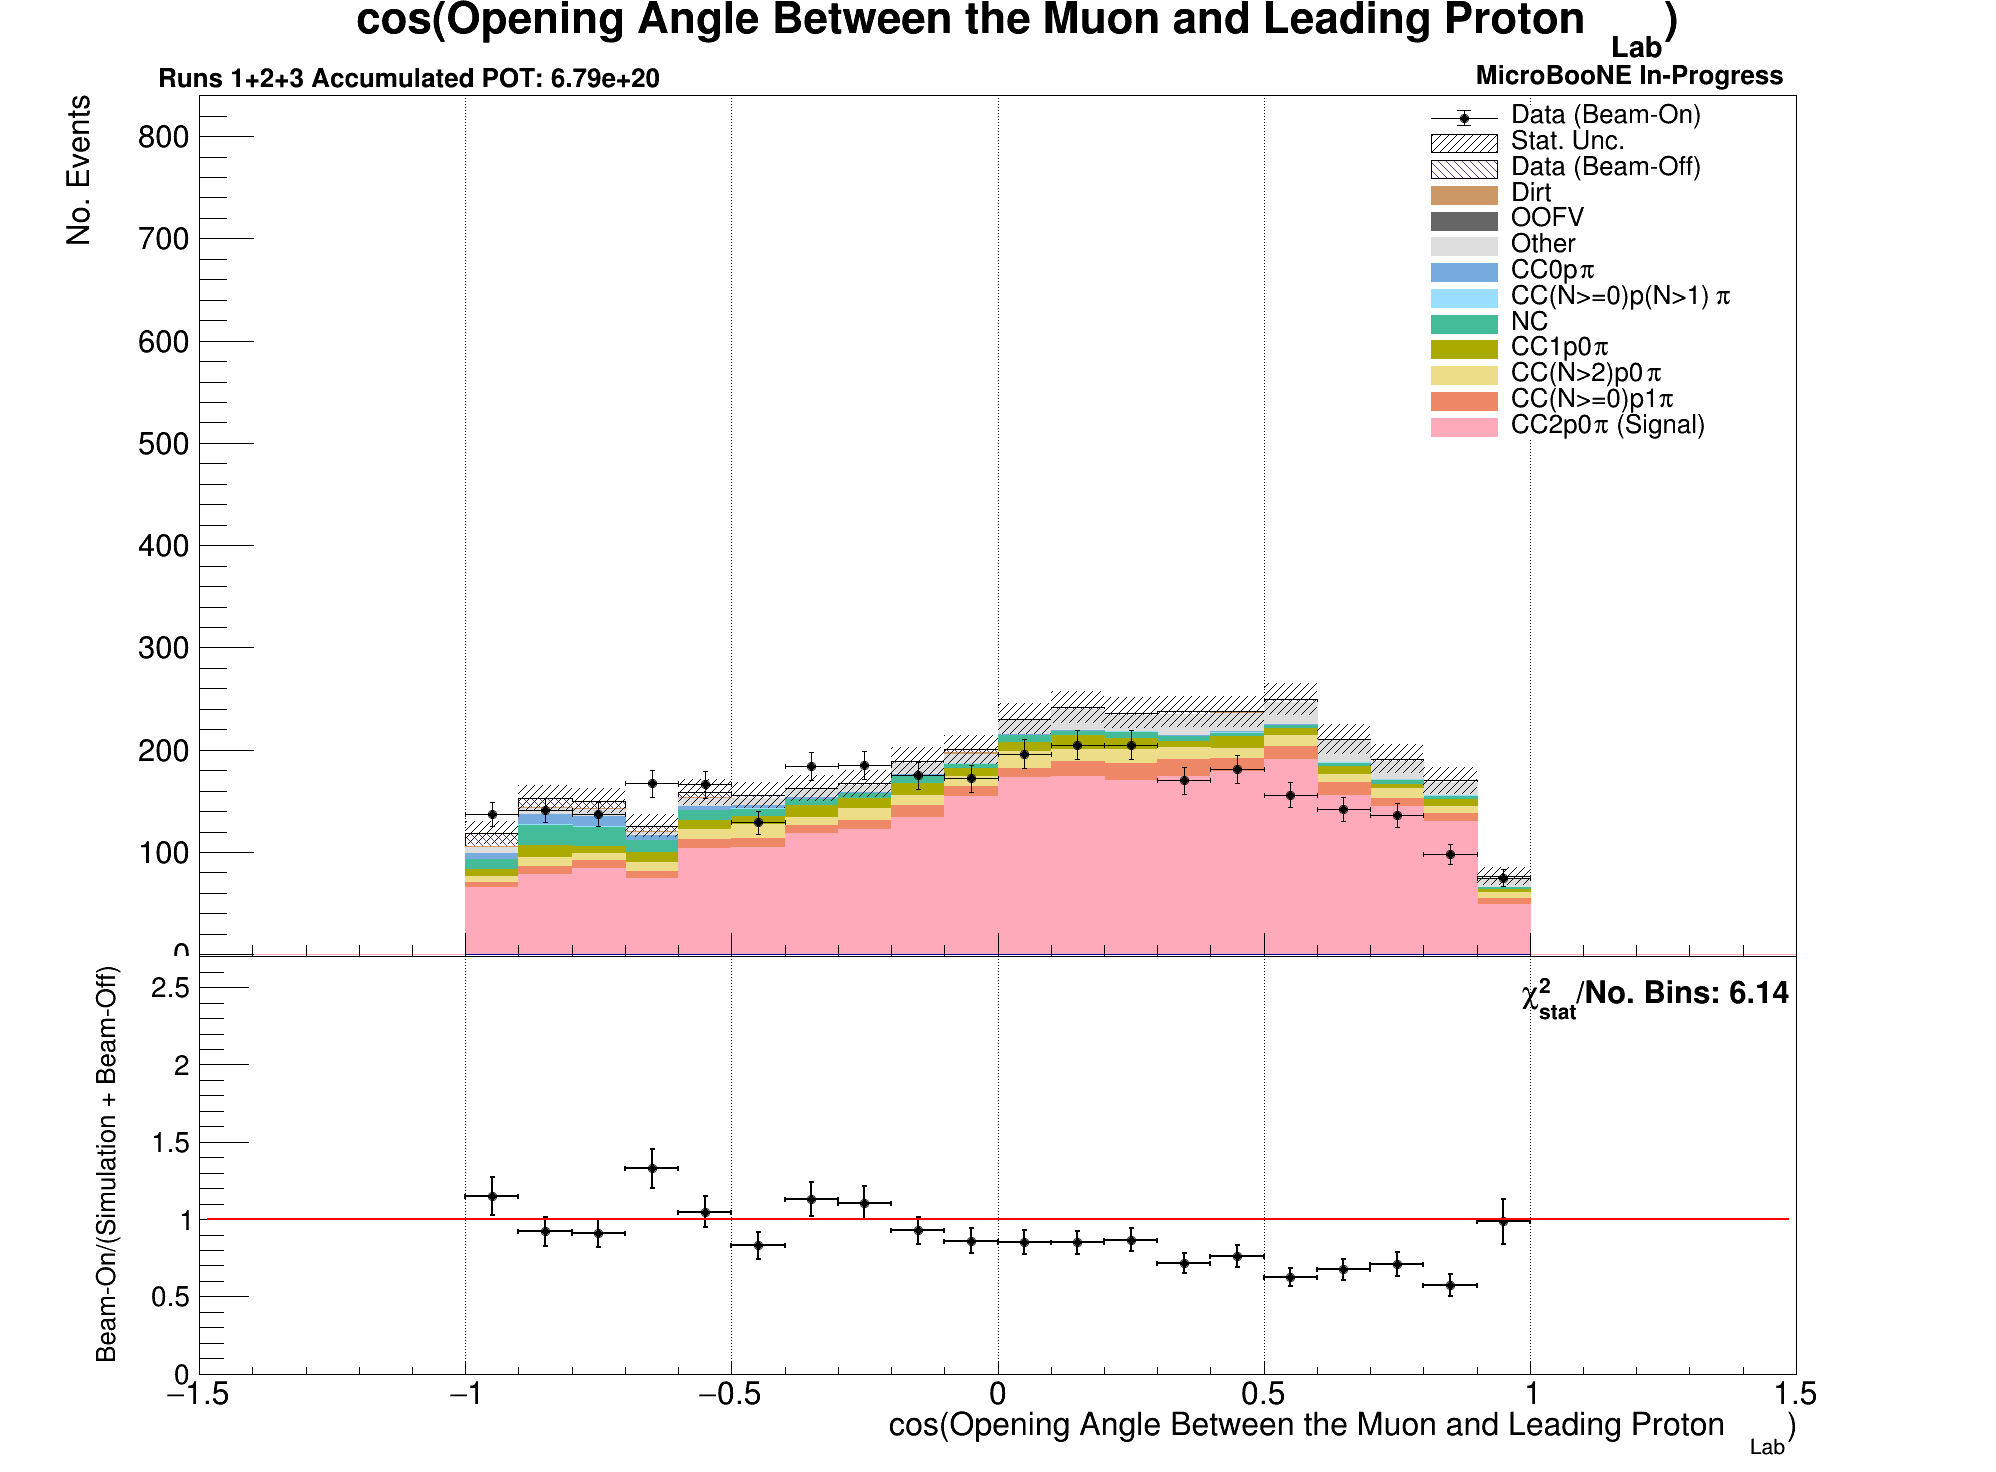 cos(Opening Angle Between the Muon and Leading Proton Lab)
Runs 1+2+3 Accumulated POT: 6.79e+20
MicroBooNE In-Progress
No. Events
800
700
600
500
400
300
200
100
0
Data (Beam-On)
Stat. Unc.
Data (Beam-Off)
Dirt
OOFV
Other
CC0pπ
CC(N>=0)p(N>1) π
NC
CC1p0π
CC(N>2)p0π
CC(N>=0)p1π
CC2p0π (Signal)
Beam-On/(Simulation + Beam-Off)
2.5
2
1.5
1
0.5
0
χ²stat/No. Bins: 6.14
−1.5 −1 −0.5 0 0.5 1 1.5
cos(Opening Angle Between the Muon and Leading Proton Lab)